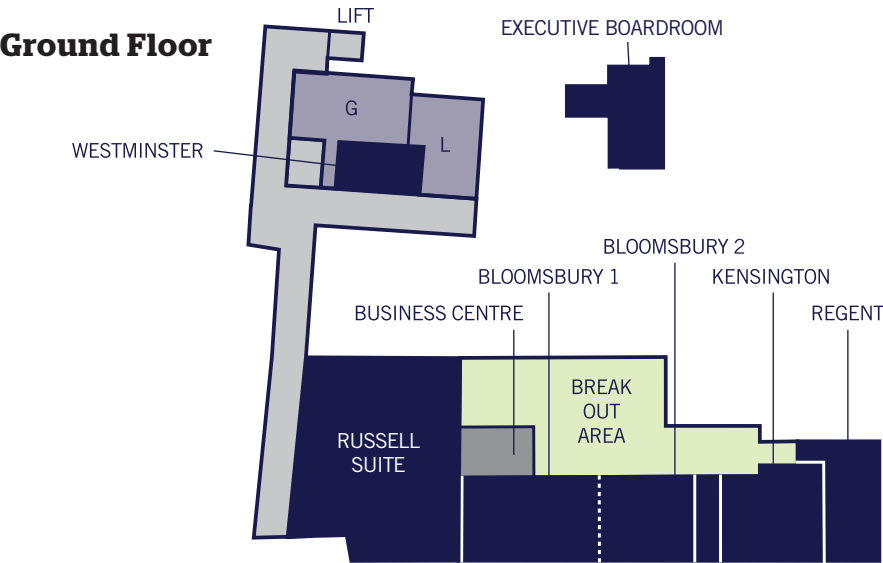 LIFT
EXECUTIVE BOARDROOM
Ground Floor
G
L
WESTMINSTER
BLOOMSBURY 2
BLOOMSBURY 1
KENSINGTON
BUSINESS CENTRE
REGENT
BREAK
OUT
AREA
RUSSELL
SUITE